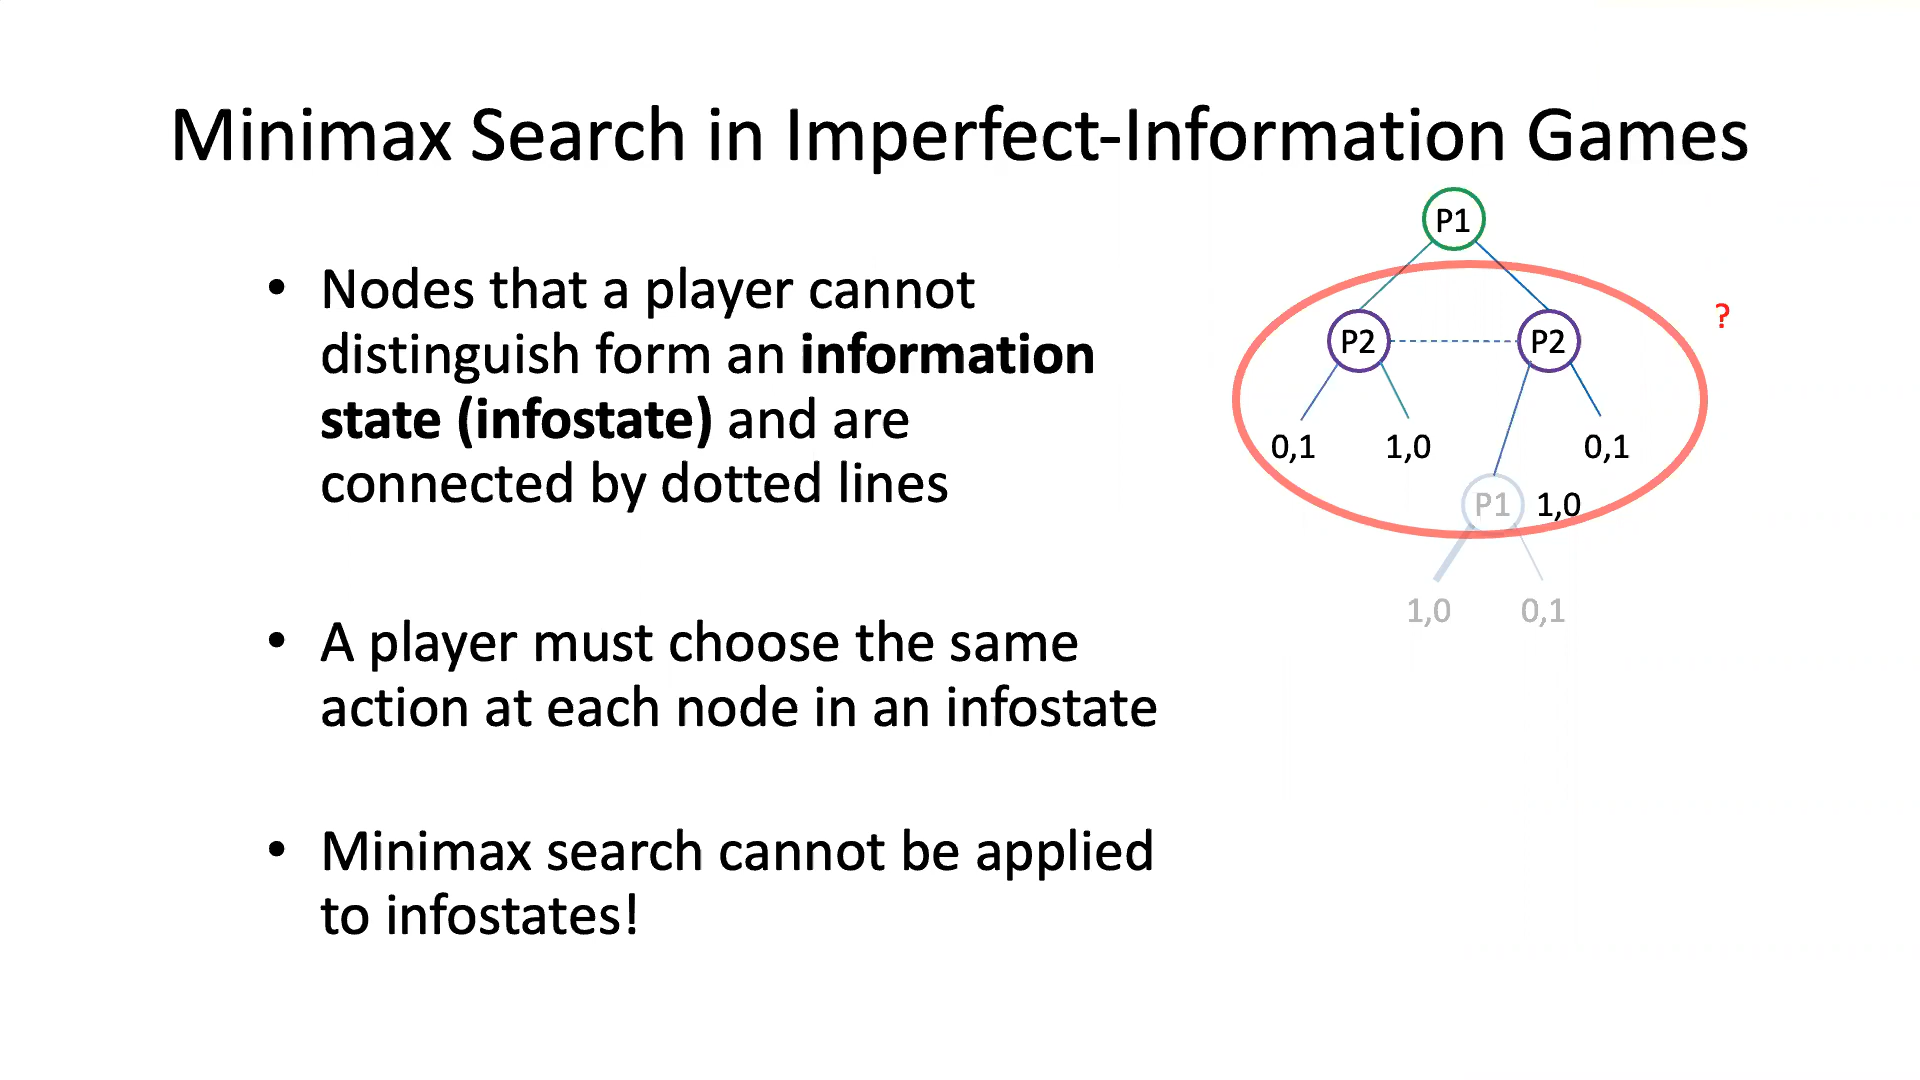 Minimax Search in Imperfect-Information Games
• Nodes that a player cannot
distinguish form an information
state (infostate) and are
connected by dotted lines
• A player must choose the same
action at each node in an infostate
• Minimax search cannot be applied
to infostates!
P1
?
P2 P2
0,1 1,0 0,1
P1 1,0
1,0 0,1